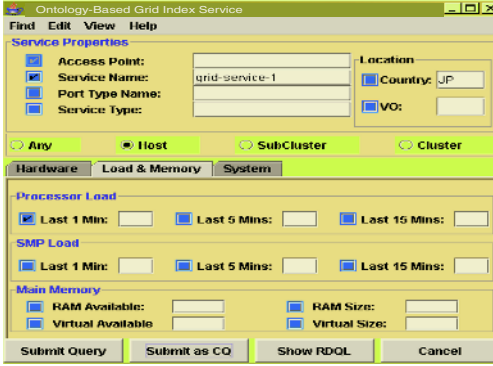 Ontology-Based Grid Index Service
Find Edit View Help
Service Properties
Access Point:
Service Name: grid-service-1
Port Type Name:
Service Type:
Location
Country: JP
VO:
Any Host SubCluster Cluster
Hardware Load & Memory System
Processor Load
Last 1 Min: Last 5 Mins: Last 15 Mins:
SMP Load
Last 1 Min: Last 5 Mins: Last 15 Mins:
Main Memory
RAM Available: RAM Size:
Virtual Available Virtual Size:
Submit Query Submit as CQ Show RDQL Cancel